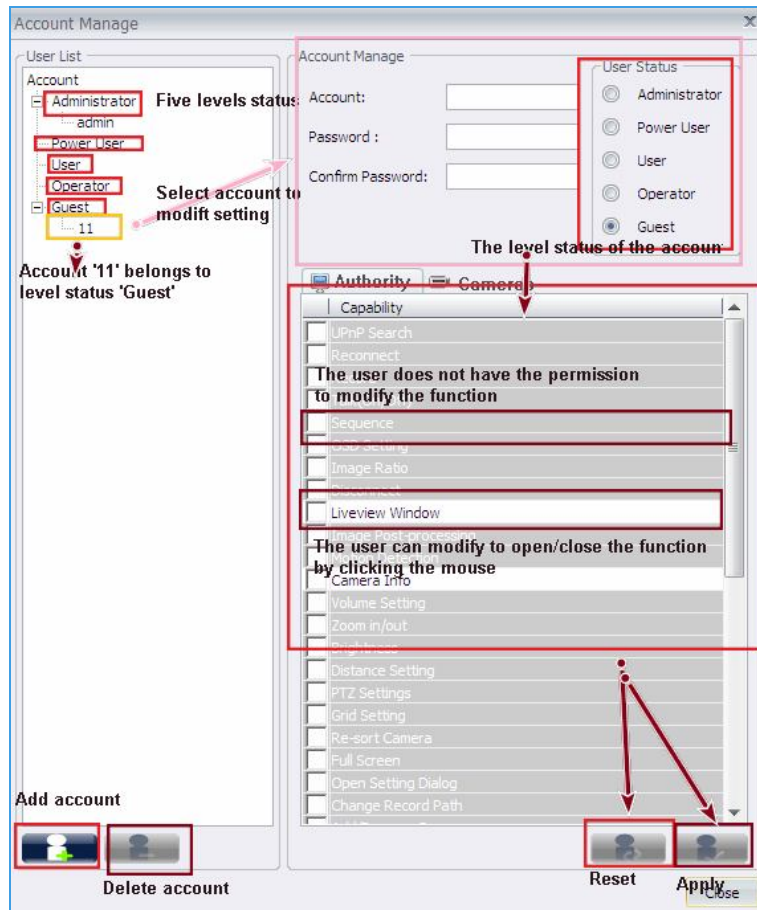 Account Manage
User List
Account
Administrator
admin
Power User
User
Operator
Guest
11
Five levels status
Select account to
modift setting
Account '11' belongs to
level status 'Guest'
Account Manage
Account:
Password :
Confirm Password:
User Status
Administrator
Power User
User
Operator
Guest
The level status of the accoun
Authority
Cameras
Capability
UPnP Search
Reconnect
The user does not have the permission
to modify the function
Sequence
OSD Setting
Image Ratio
Disconnect
Liveview Window
Image Post-processing
The user can modify to open/close the function
Motion Detection
by clicking the mouse
Camera Info
Volume Setting
Zoom in/out
Brightness
Distance Setting
PTZ Settings
Grid Setting
Re-sort Camera
Full Screen
Open Setting Dialog
Change Record Path
Add account
Delete account
Reset
Apply
Close